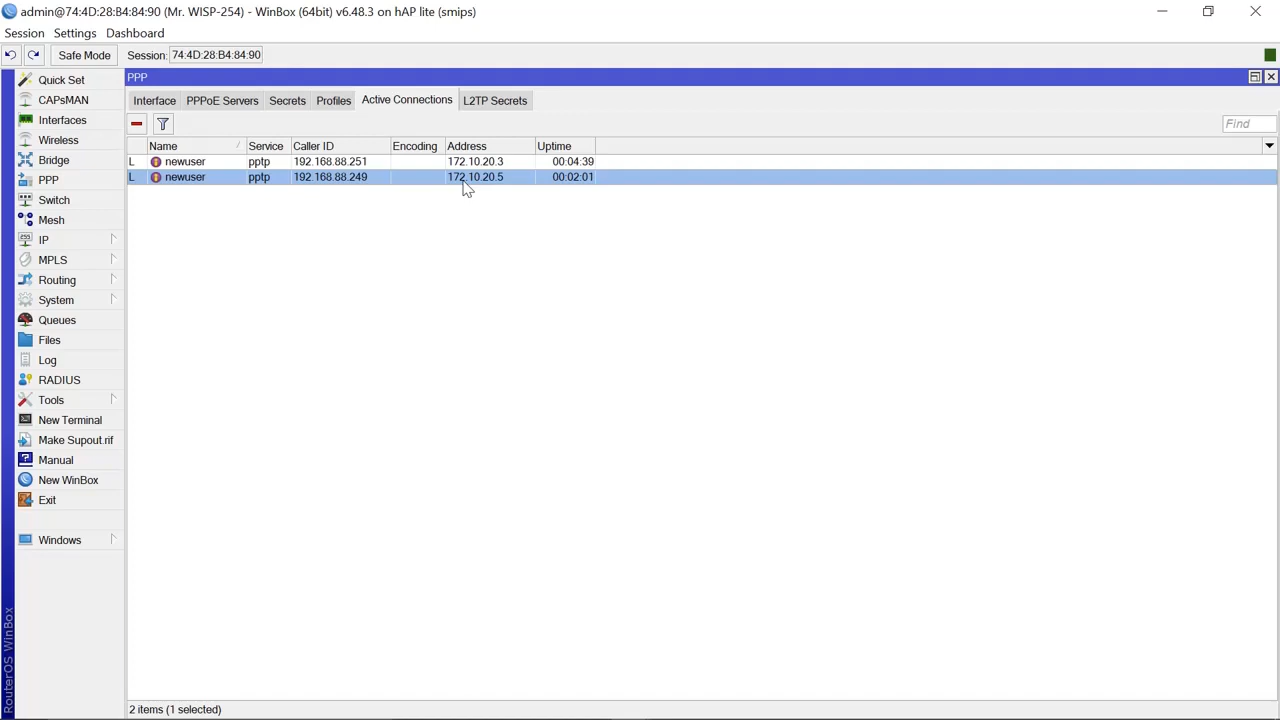 admin@74:4D:28:B4:84:90 (Mr. WISP-254) - WinBox (64bit) v6.48.3 on hAP lite (smips)
Session Settings Dashboard
Safe Mode Session: 74:4D:28:B4:84:90
PPP
Interface PPPoE Servers Secrets Profiles Active Connections L2TP Secrets
Find
Name / Service Caller ID Encoding Address Uptime
L newuser pptp 192.168.88.251 172.10.20.3 00:04:39
L newuser pptp 192.168.88.249 172.10.20.5 00:02:01
Quick Set
CAPsMAN
Interfaces
Wireless
Bridge
PPP
Switch
Mesh
IP
MPLS
Routing
System
Queues
Files
Log
RADIUS
Tools
New Terminal
Make Supout.rif
Manual
New WinBox
Exit
Windows
RouterOS WinBox
2 items (1 selected)